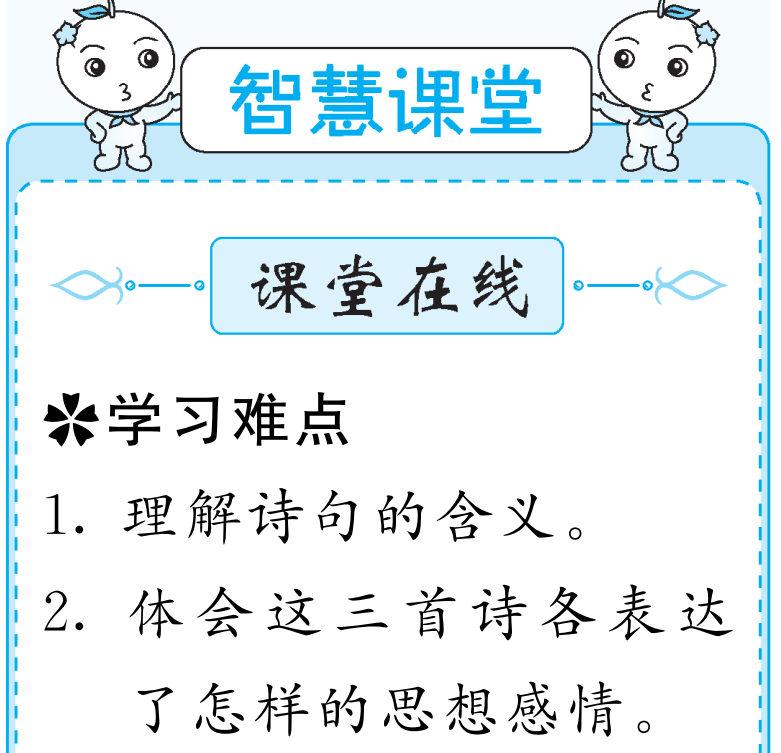 智慧课堂
课堂在线
学习难点
1. 理解诗句的含义。
2. 体会这三首诗各表达
了怎样的思想感情。